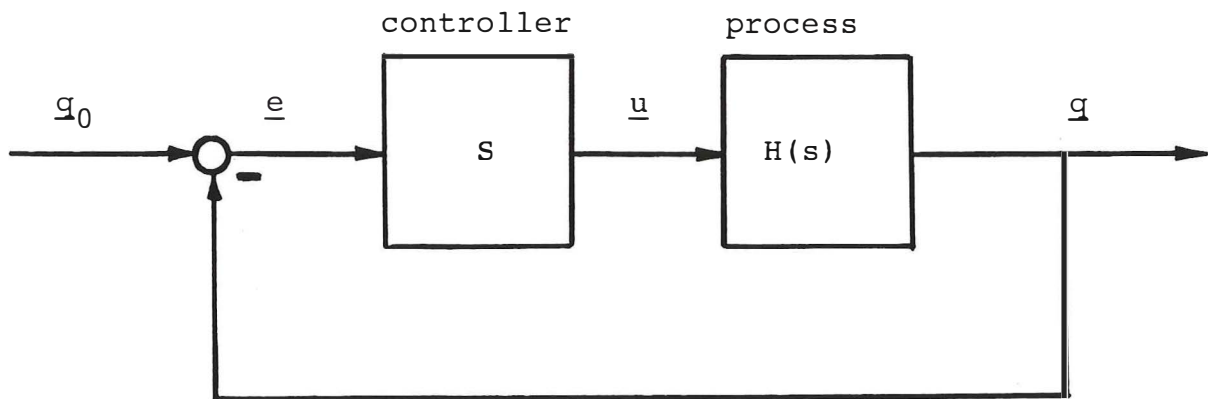 controller process
q₀ e u q
S H(s)
-